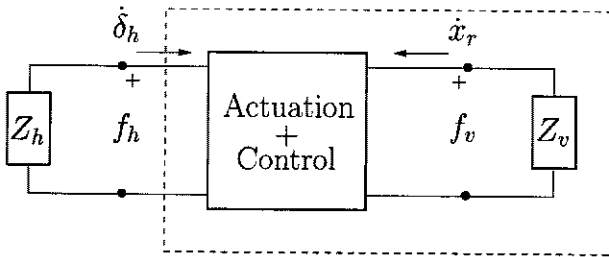 δ̇_h
ẋ_r
+
+
Z_h
f_h
Actuation
+
Control
f_v
Z_v